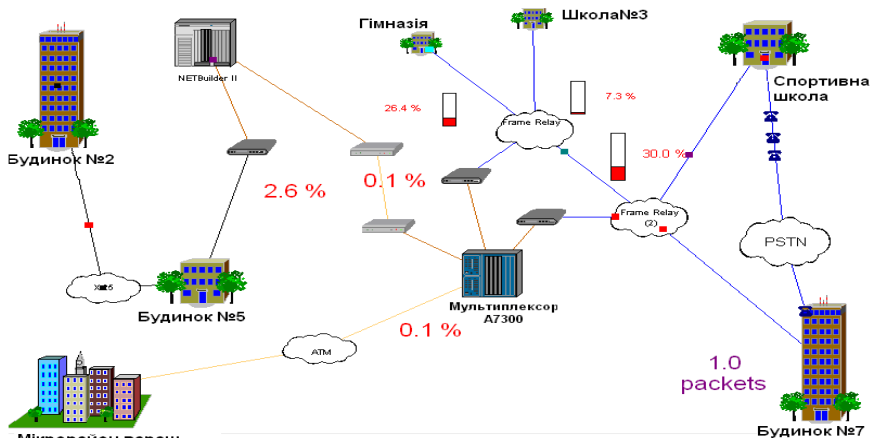 Гімназія
Школа№3
NETBuilder II
26.4 %
7.3 %
Спортивна
школа
Frame Relay
Будинок №2
30.0 %
2.6 %
0.1 %
Frame Relay
(2)
PSTN
Будинок №5
Мультиплексор
A7300
0.1 %
ATM
1.0
packets
Будинок №7